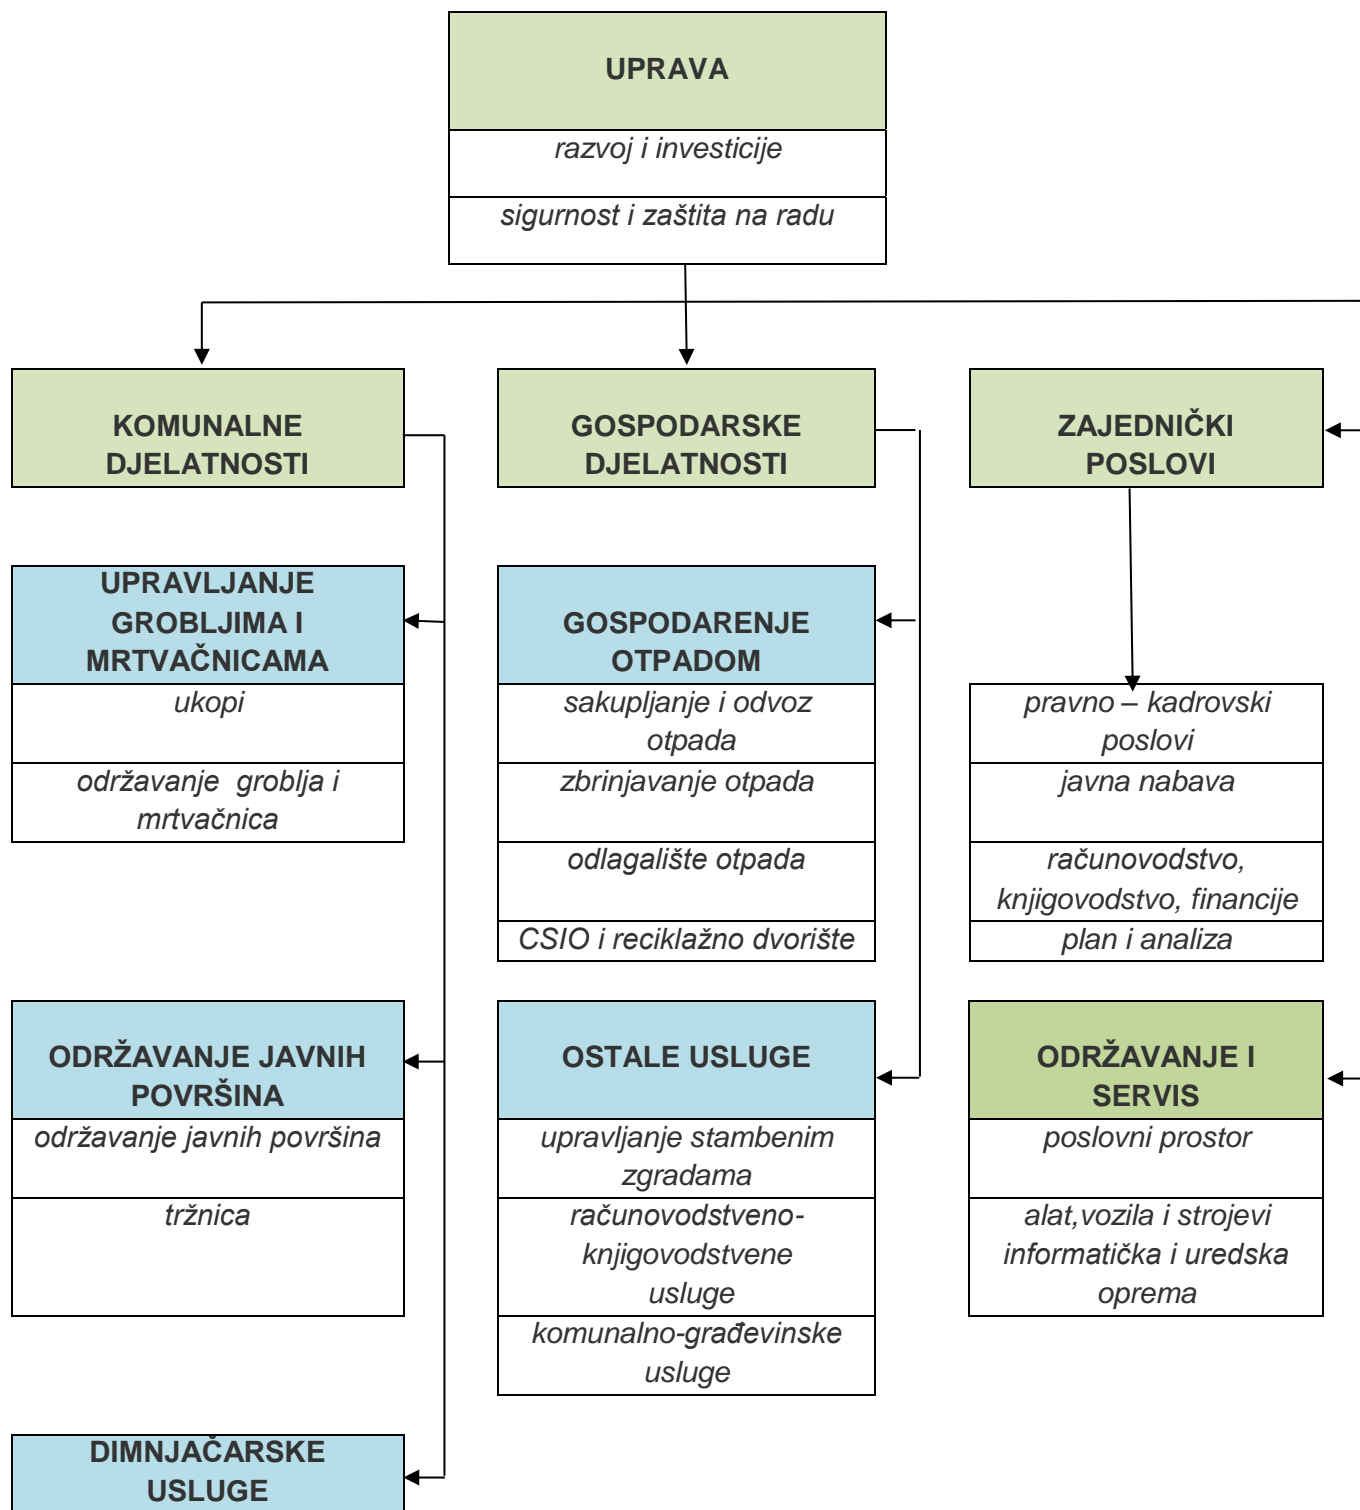 UPRAVA
razvoj i investicije
sigurnost i zaštita na radu
KOMUNALNE
DJELATNOSTI
GOSPODARSKE
DJELATNOSTI
ZAJEDNIČKI
POSLOVI
UPRAVLJANJE
GROBLJIMA I
MRTVAČNICAMA
ukopi
održavanje  groblja i
mrtvačnica
GOSPODARENJE
OTPADOM
sakupljanje i odvoz
otpada
zbrinjavanje otpada
odlagalište otpada
CSIO i reciklažno dvorište
pravno – kadrovski
poslovi
javna nabava
računovodstvo,
knjigovodstvo, financije
plan i analiza
ODRŽAVANJE JAVNIH
POVRŠINA
održavanje javnih površina
tržnica
OSTALE USLUGE
upravljanje stambenim
zgradama
računovodstveno-
knjigovodstvene
usluge
komunalno-građevinske
usluge
ODRŽAVANJE I
SERVIS
poslovni prostor
alat,vozila i strojevi
informatička i uredska
oprema
DIMNJAČARSKE
USLUGE